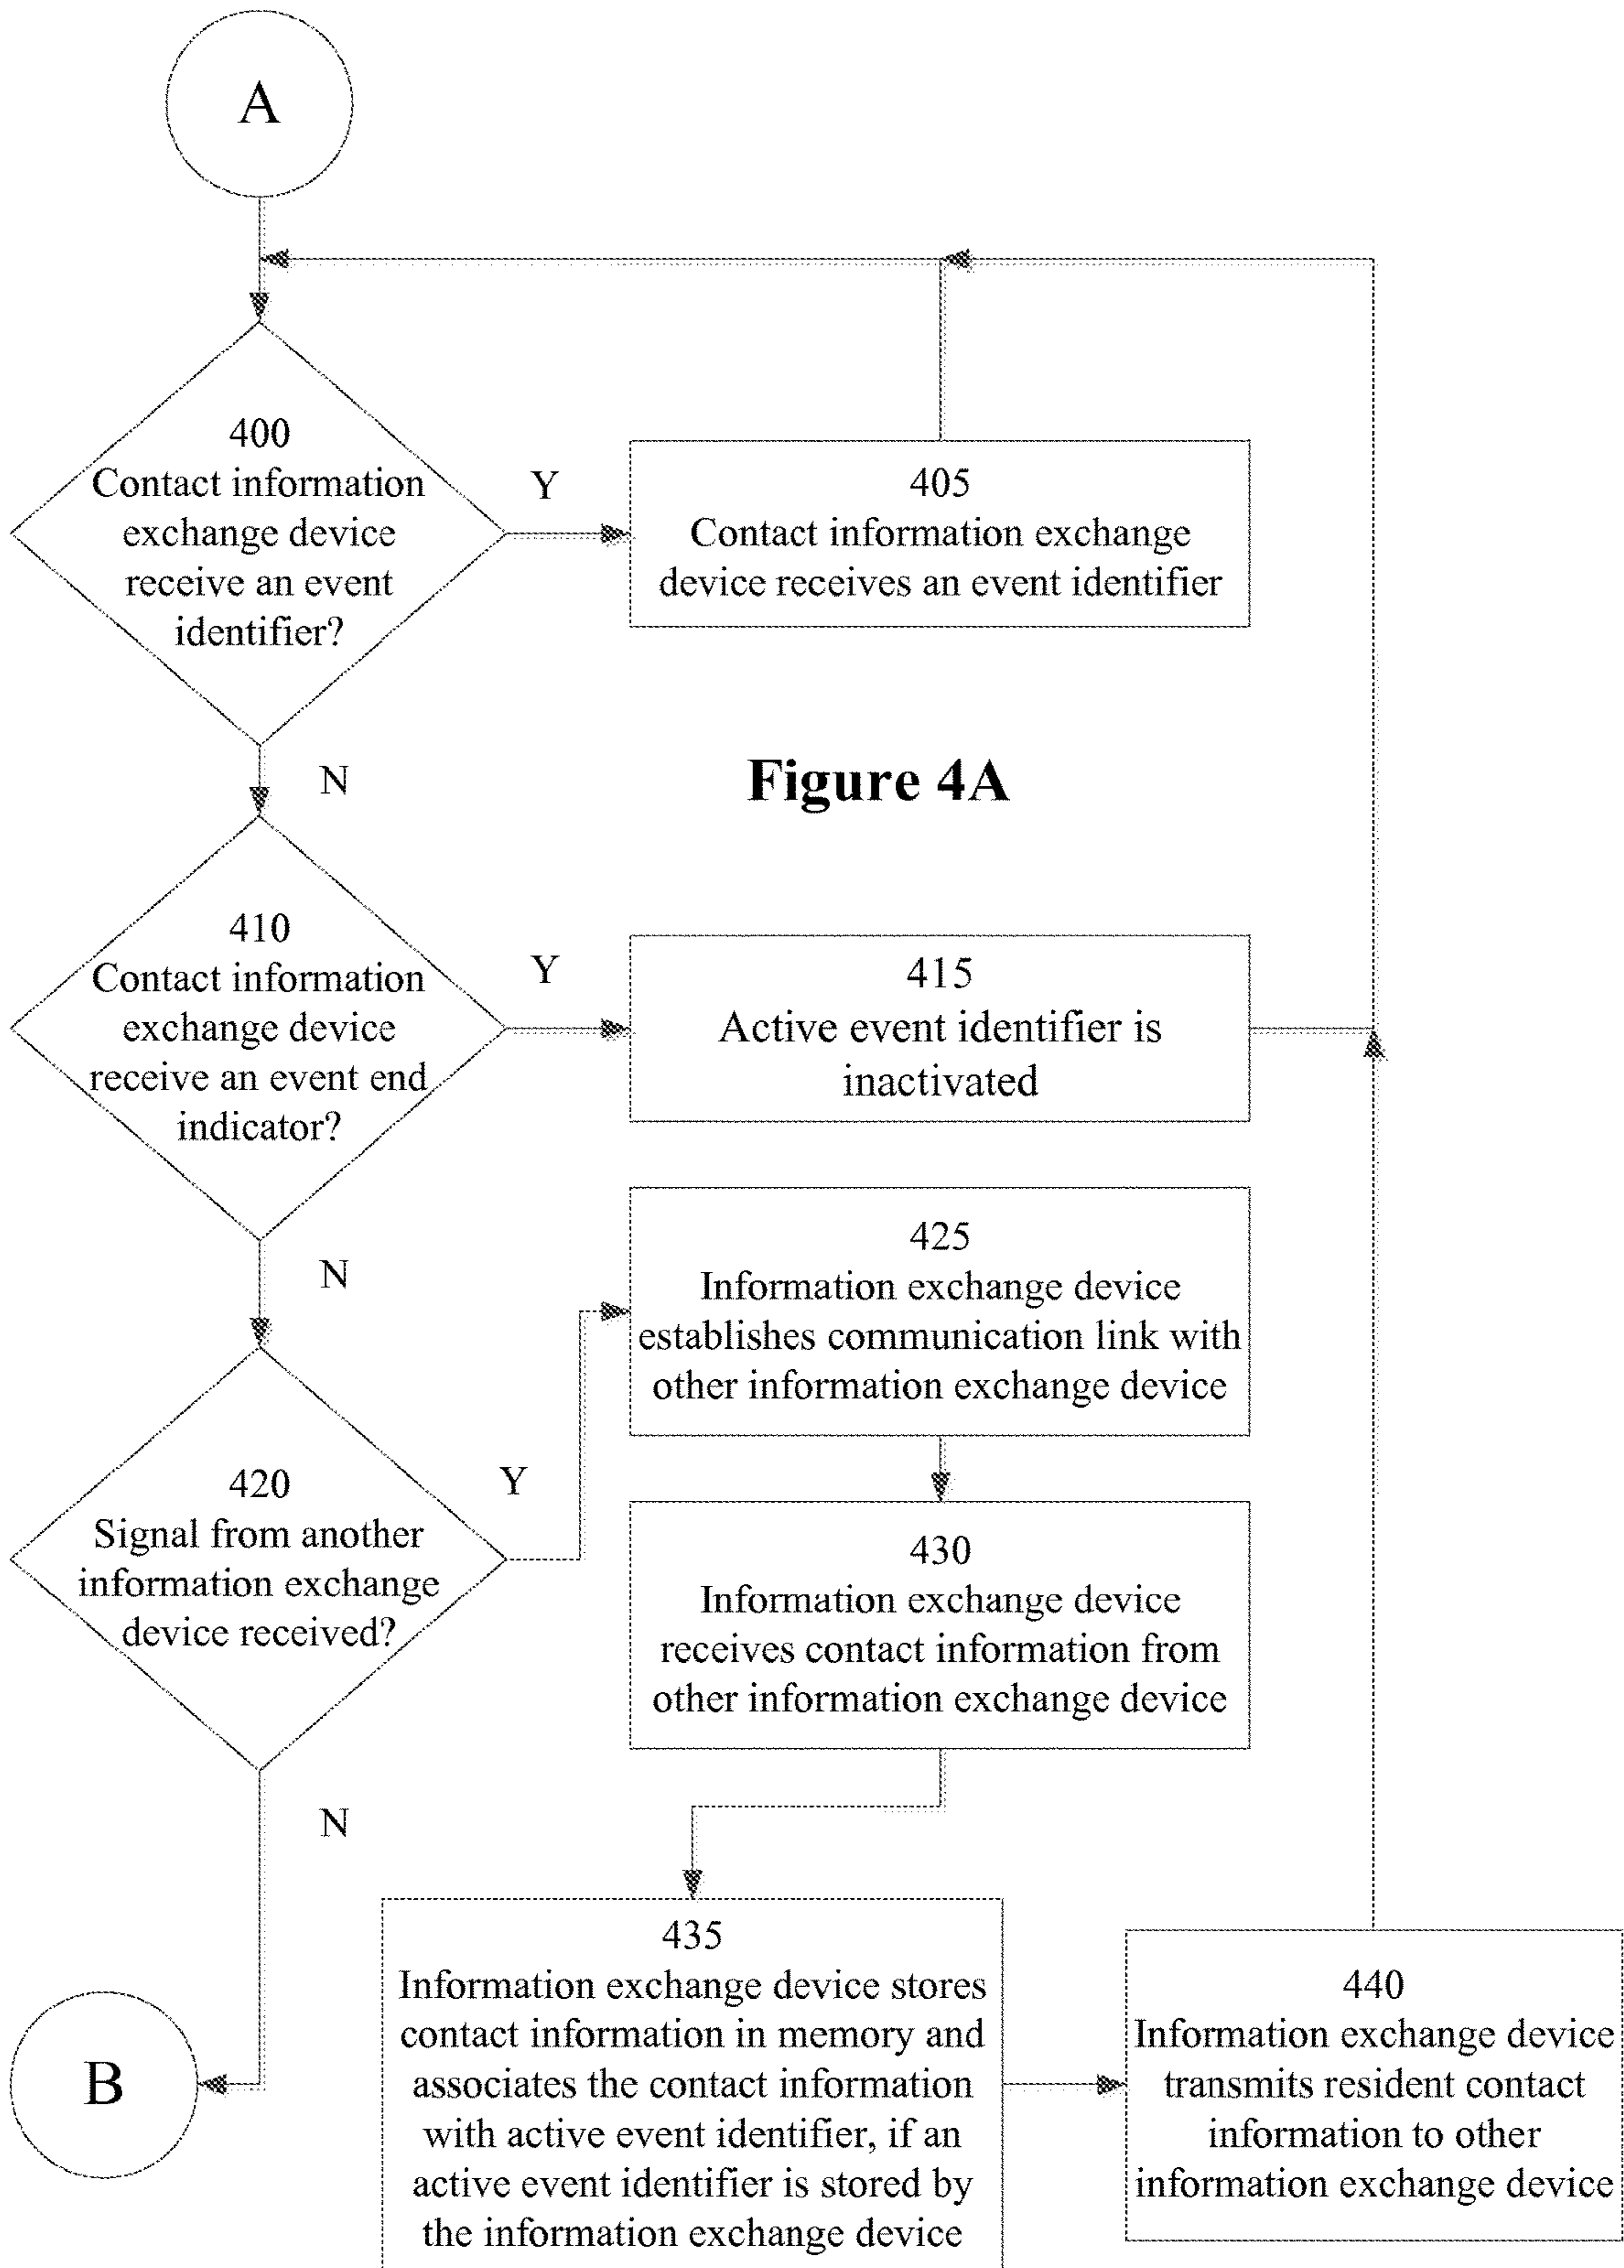 A
400
Contact information
exchange device
receive an event
identifier?
Y
405
Contact information exchange
device receives an event identifier
N
Figure 4A
410
Contact information
exchange device
receive an event end
indicator?
Y
415
Active event identifier is
inactivated
N
425
Information exchange device
establishes communication link with
other information exchange device
420
Signal from another
information exchange
device received?
Y
430
Information exchange device
receives contact information from
other information exchange device
N
435
Information exchange device stores
contact information in memory and
associates the contact information
with active event identifier, if an
active event identifier is stored by
the information exchange device
440
Information exchange device
transmits resident contact
information to other
information exchange device
B